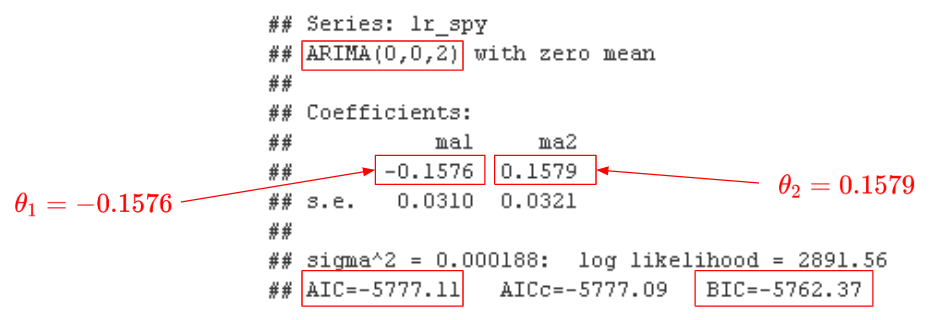 ## Series: lr_spy
## ARIMA(0,0,2) with zero mean
##
## Coefficients:
## ma1 ma2
## -0.1576 0.1579
θ₁ = −0.1576
θ₂ = 0.1579
## s.e. 0.0310 0.0321
##
## sigma^2 = 0.000188: log likelihood = 2891.56
## AIC=-5777.11 AICc=-5777.09 BIC=-5762.37